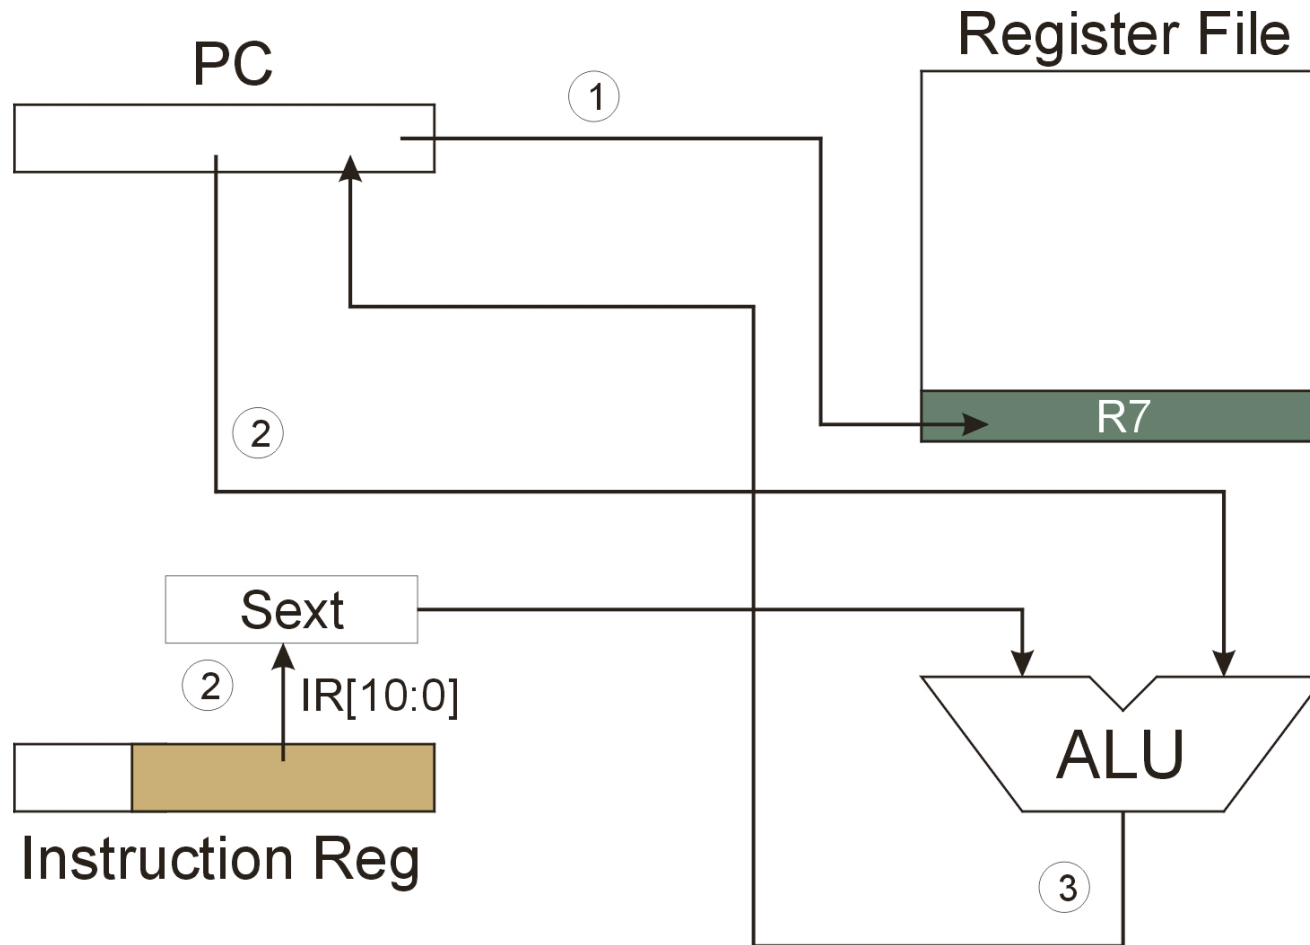 Register File
PC
1
R7
2
Sext
2
IR[10:0]
ALU
Instruction Reg
3